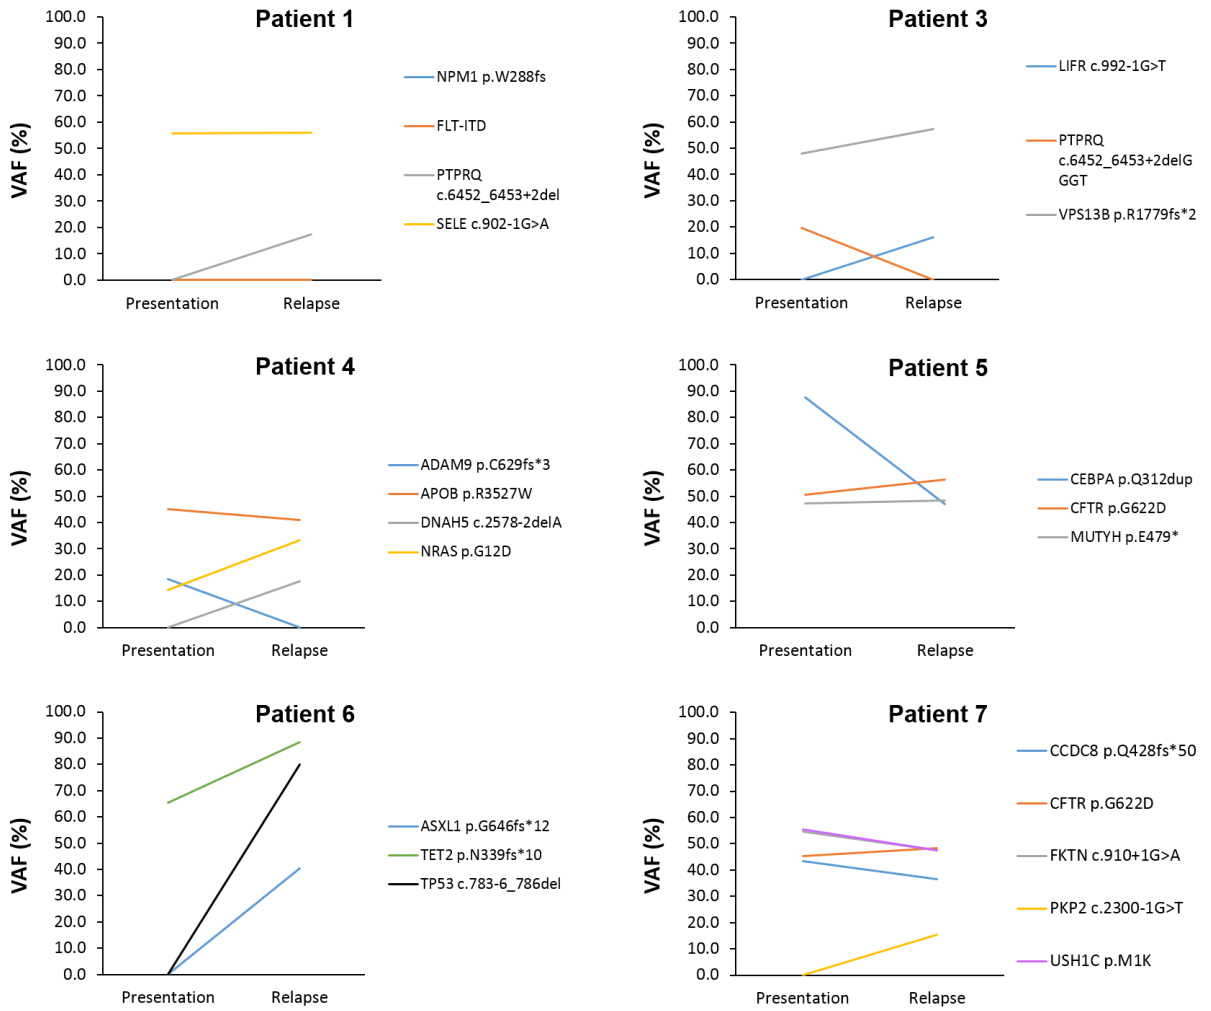 Patient 1
100.0
90.0
80.0
70.0
60.0
50.0
40.0
30.0
20.0
10.0
0.0
VAF (%)
Presentation
Relapse
NPM1 p.W288fs
FLT-ITD
PTPRQ
c.6452_6453+2del
SELE c.902-1G>A
Patient 3
100.0
90.0
80.0
70.0
60.0
50.0
40.0
30.0
20.0
10.0
0.0
VAF (%)
Presentation
Relapse
LIFR c.992-1G>T
PTPRQ
c.6452_6453+2delG
GGT
VPS13B p.R1779fs*2
Patient 4
100.0
90.0
80.0
70.0
60.0
50.0
40.0
30.0
20.0
10.0
0.0
VAF (%)
Presentation
Relapse
ADAM9 p.C629fs*3
APOB p.R3527W
DNAH5 c.2578-2delA
NRAS p.G12D
Patient 5
100.0
90.0
80.0
70.0
60.0
50.0
40.0
30.0
20.0
10.0
0.0
VAF (%)
Presentation
Relapse
CEBPA p.Q312dup
CFTR p.G622D
MUTYH p.E479*
Patient 6
100.0
90.0
80.0
70.0
60.0
50.0
40.0
30.0
20.0
10.0
0.0
VAF (%)
Presentation
Relapse
ASXL1 p.G646fs*12
TET2 p.N339fs*10
TP53 c.783-6_786del
Patient 7
100.0
90.0
80.0
70.0
60.0
50.0
40.0
30.0
20.0
10.0
0.0
VAF (%)
Presentation
Relapse
CCDC8 p.Q428fs*50
CFTR p.G622D
FKTN c.910+1G>A
PKP2 c.2300-1G>T
USH1C p.M1K